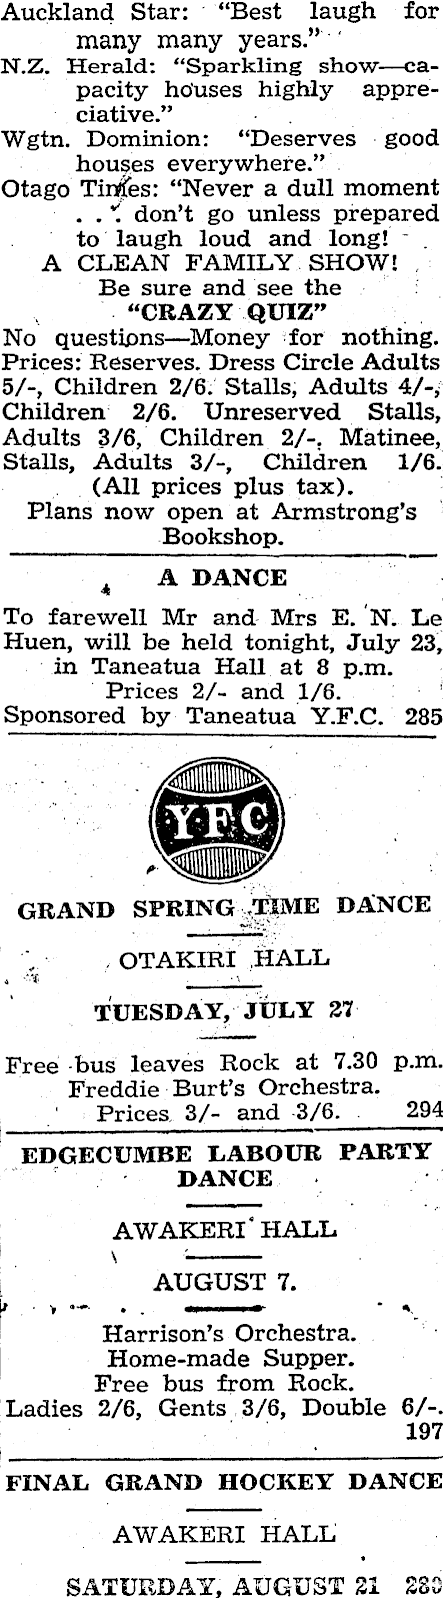 Auckland Star: "Best laugh for
many many years."
N.Z. Herald: "Sparkling show—ca-
pacity houses highly appre-
ciative."
Wgtn. Dominion: "Deserves good
houses everywhere."
Otago Times: "Never a dull moment
. . . don't go unless prepared
to laugh loud and long!
A CLEAN FAMILY SHOW!
Be sure and see the
"CRAZY QUIZ"
No questions—Money for nothing.
Prices: Reserves. Dress Circle Adults
5/-, Children 2/6. Stalls, Adults 4/-,
Children 2/6. Unreserved Stalls,
Adults 3/6, Children 2/-. Matinee,
Stalls, Adults 3/-, Children 1/6.
(All prices plus tax).
Plans now open at Armstrong's
Bookshop.
A DANCE
To farewell Mr and Mrs E. N. Le
Huen, will be held tonight, July 23,
in Taneatua Hall at 8 p.m.
Prices 2/- and 1/6.
Sponsored by Taneatua Y.F.C. 285
YFC
GRAND SPRING TIME DANCE
OTAKIRI HALL
TUESDAY, JULY 27
Free bus leaves Rock at 7.30 p.m.
Freddie Burt's Orchestra.
Prices 3/- and 3/6. 294
EDGECUMBE LABOUR PARTY
DANCE
AWAKERI HALL
AUGUST 7.
Harrison's Orchestra.
Home-made Supper.
Free bus from Rock.
Ladies 2/6, Gents 3/6, Double 6/-.
197
FINAL GRAND HOCKEY DANCE
AWAKERI HALL
SATURDAY, AUGUST 21